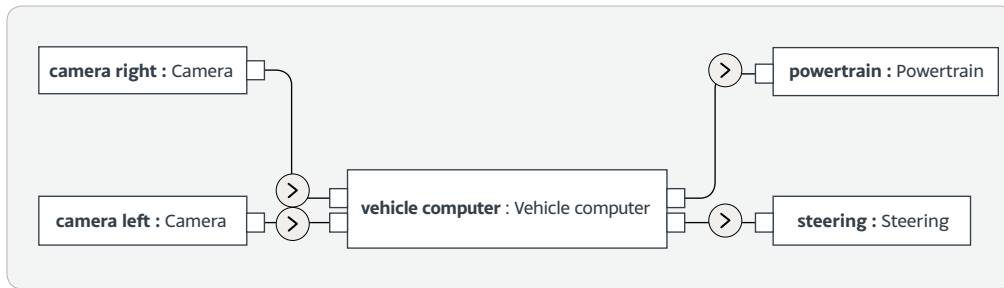 camera right : Camera
powertrain : Powertrain
vehicle computer : Vehicle computer
camera left : Camera
steering : Steering